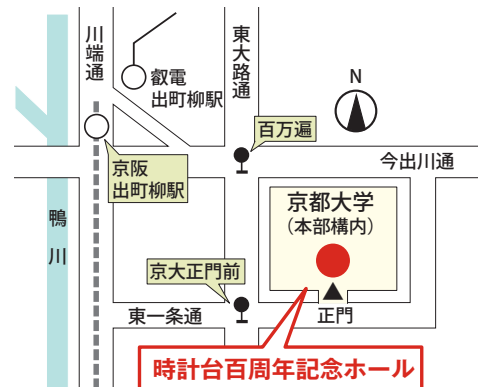 川端通
叡電
出町柳駅
東大路通
N
百万遍
今出川通
京阪
出町柳駅
京都大学
（本部構内）
鴨川
京大正門前
東一条通
正門
時計台百周年記念ホール